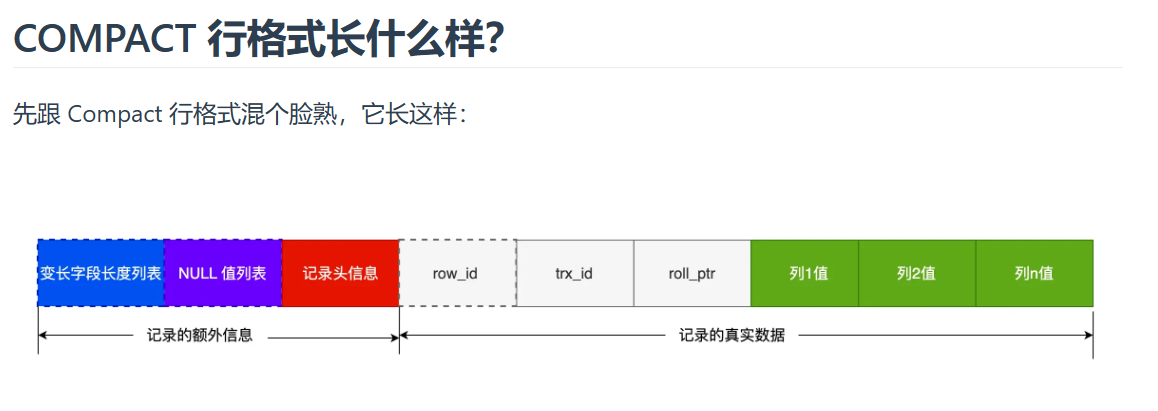 COMPACT 行格式长什么样？
先跟 Compact 行格式混个脸熟，它长这样：
变长字段长度列表 NULL 值列表 记录头信息 row_id trx_id roll_ptr 列1值 列2值 列n值
记录的额外信息 记录的真实数据